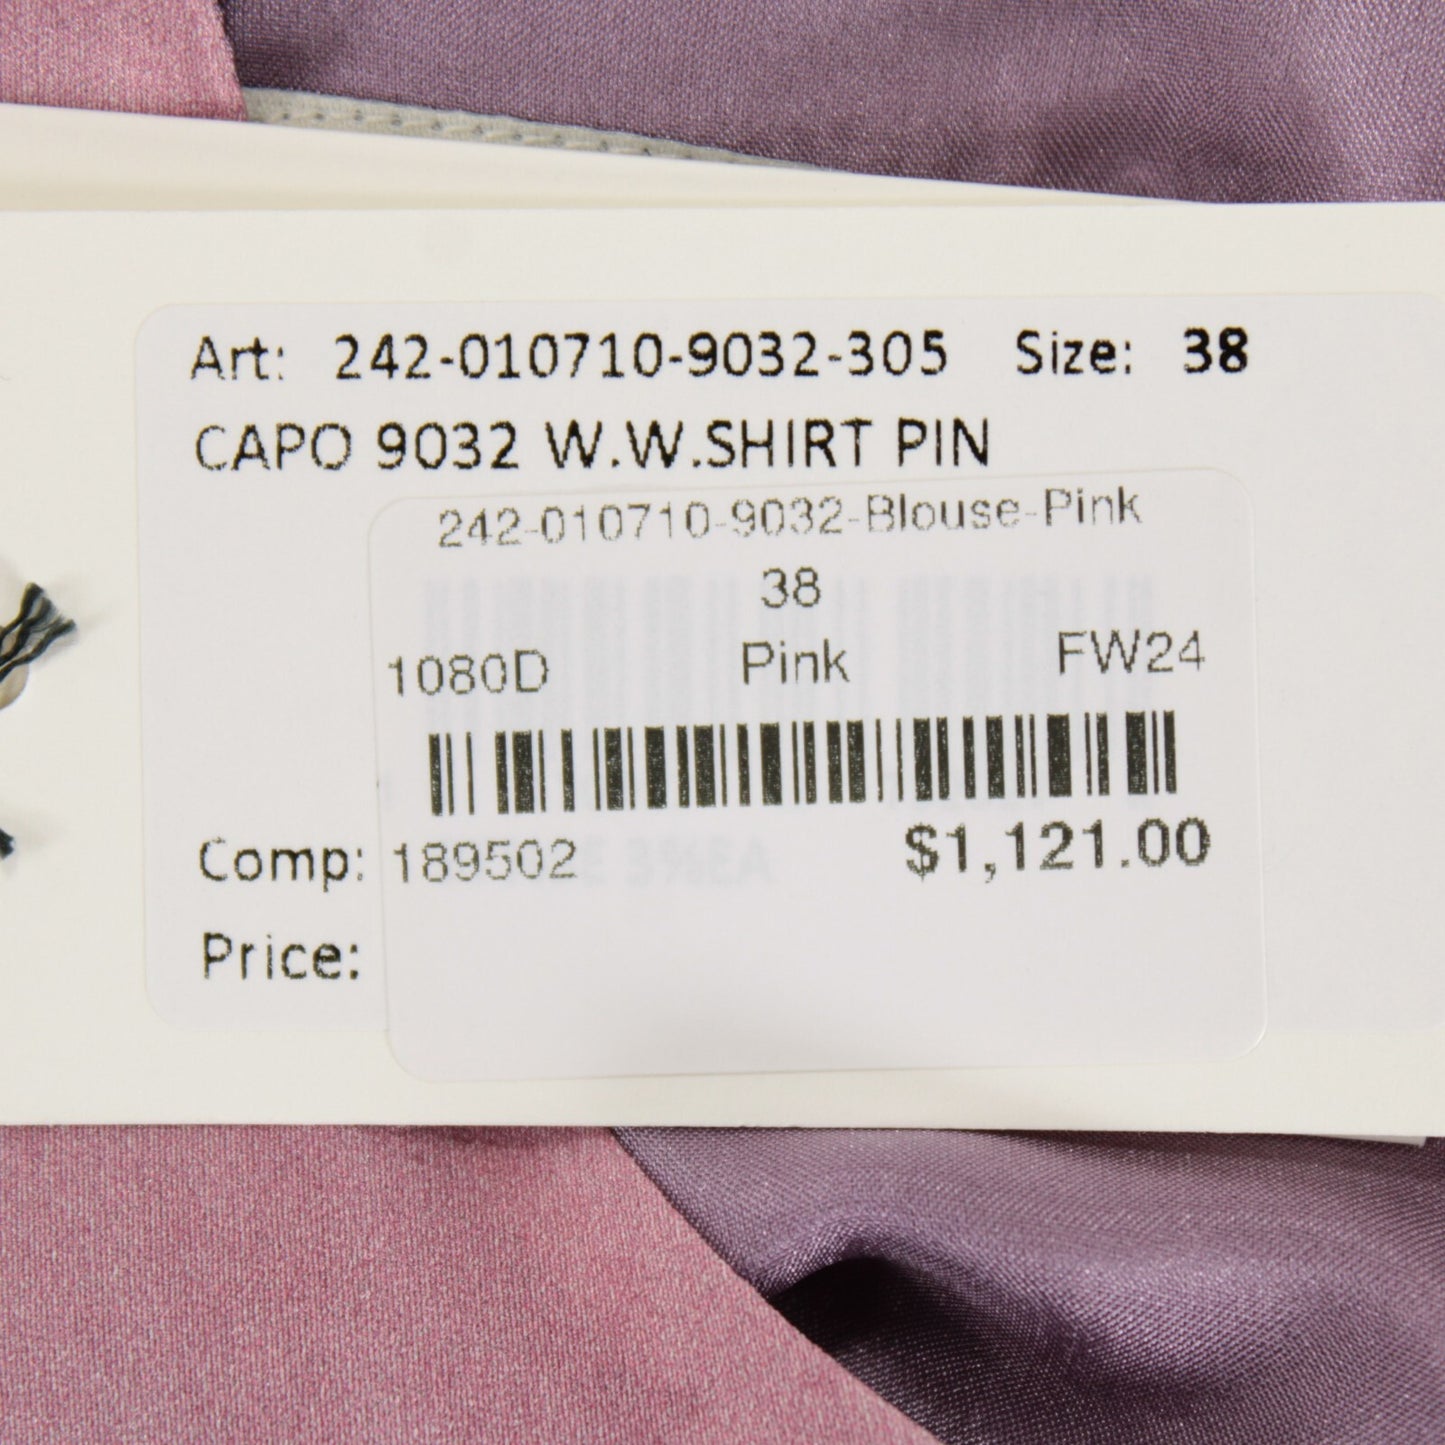 Art: 242-010710-9032-305 Size: 38
CAPO 9032 W.W.SHIRT PIN
242-010710-9032-Blouse-Pink
38
1080D Pink FW24
Comp: 189502 $1,121.00
Price: